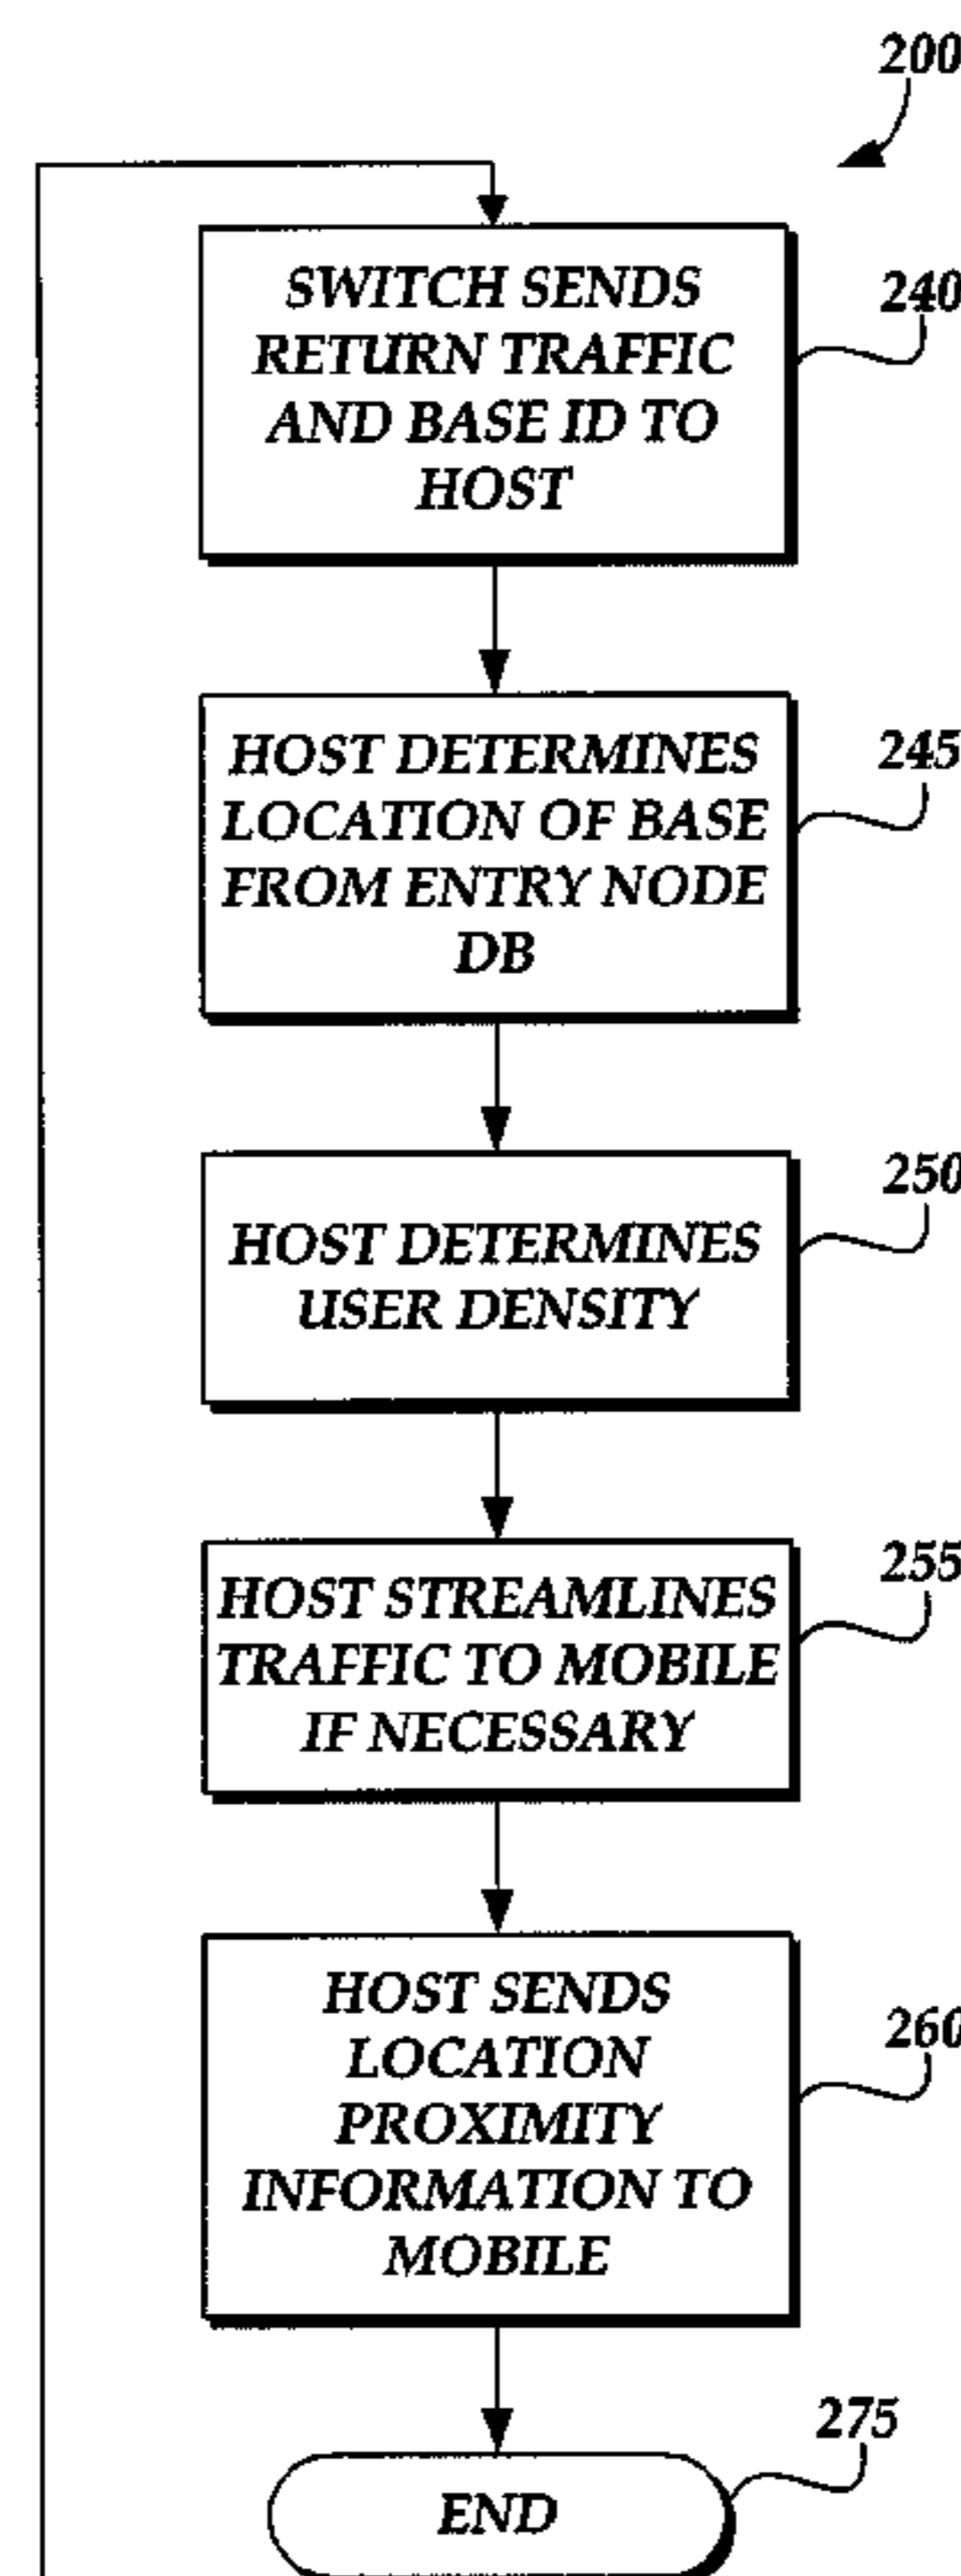 200
SWITCH SENDS
RETURN TRAFFIC
AND BASE ID TO
HOST
240
HOST DETERMINES
LOCATION OF BASE
FROM ENTRY NODE
DB
245
HOST DETERMINES
USER DENSITY
250
HOST STREAMLINES
TRAFFIC TO MOBILE
IF NECESSARY
255
HOST SENDS
LOCATION
PROXIMITY
INFORMATION TO
MOBILE
260
END
275